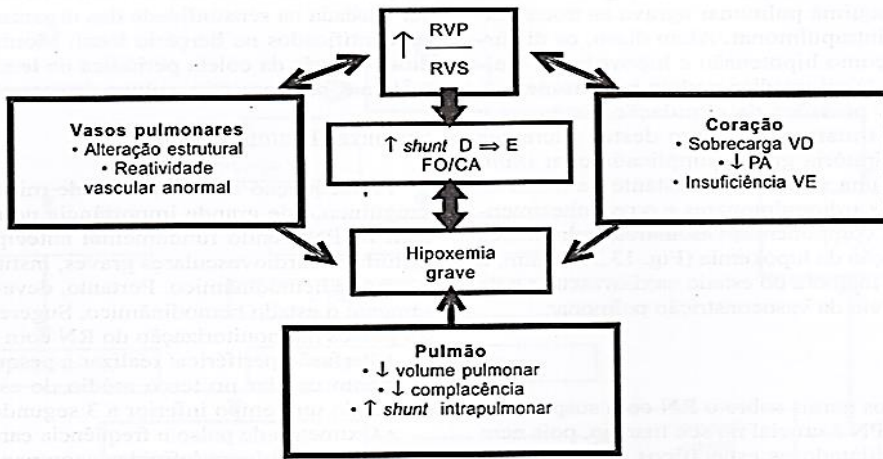 ↑ RVP
RVS
Vasos pulmonares
• Alteração estrutural
• Reatividade
vascular anormal
↑ shunt D ⇒ E
FO/CA
Coração
• Sobrecarga VD
• ↓ PA
• Insuficiência VE
Hipoxemia
grave
Pulmão
• ↓ volume pulmonar
• ↓ complacência
• ↑ shunt intrapulmonar